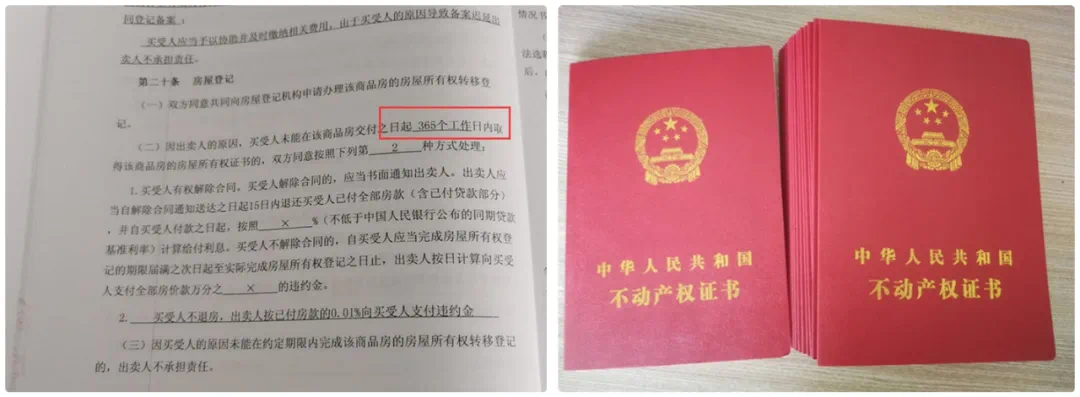 同登记备案；
买受人应当予以协助并及时缴纳相关费用，由于买受人的原因导致备案迟延出
卖人不承担责任。
第二十条 房屋登记
（一）双方同意共同向房屋登记机构申请办理该商品房的房屋所有权转移登
记。
（二）因出卖人的原因，买受人未能在该商品房交付之日起 365个工作日内取
得该商品房的房屋所有权证书的，双方同意按照下列第 2 种方式处理：
1.买受人有权解除合同。买受人解除合同的，应当书面通知出卖人。出卖人应
当自解除合同通知送达之日起15日内退还买受人已付全部房款（含已付贷款部分）
，并自买受人付款之日起，按照 × %（不低于中国人民银行公布的同期贷款
基准利率）计算给付利息。买受人不解除合同的，自买受人应当完成房屋所有权登
记的期限届满之次日起至实际完成房屋所有权登记之日止，出卖人按日计算向买受
人支付全部房价款万分之 × 的违约金。
2. 买受人不退房，出卖人按已付房款的0.01%向买受人支付违约金
（三）因买受人的原因未能在约定期限内完成该商品房的房屋所有权转移登记
的，出卖人不承担责任。
情况书
法选聘
后，
中华人民共和国
不动产权证书
中华人民共和国
不动产权证书